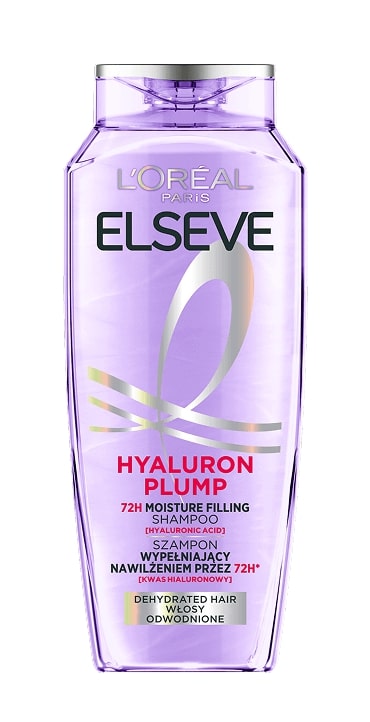 L'ORÉAL
PARIS
ELSEVE
HYALURON
PLUMP
72H MOISTURE FILLING
SHAMPOO
[HYALURONIC ACID]
SZAMPON
WYPEŁNIAJĄCY
NAWILŻENIEM PRZEZ 72H*
[KWAS HIALURONOWY]
DEHYDRATED HAIR
WŁOSY
ODWODNIONE